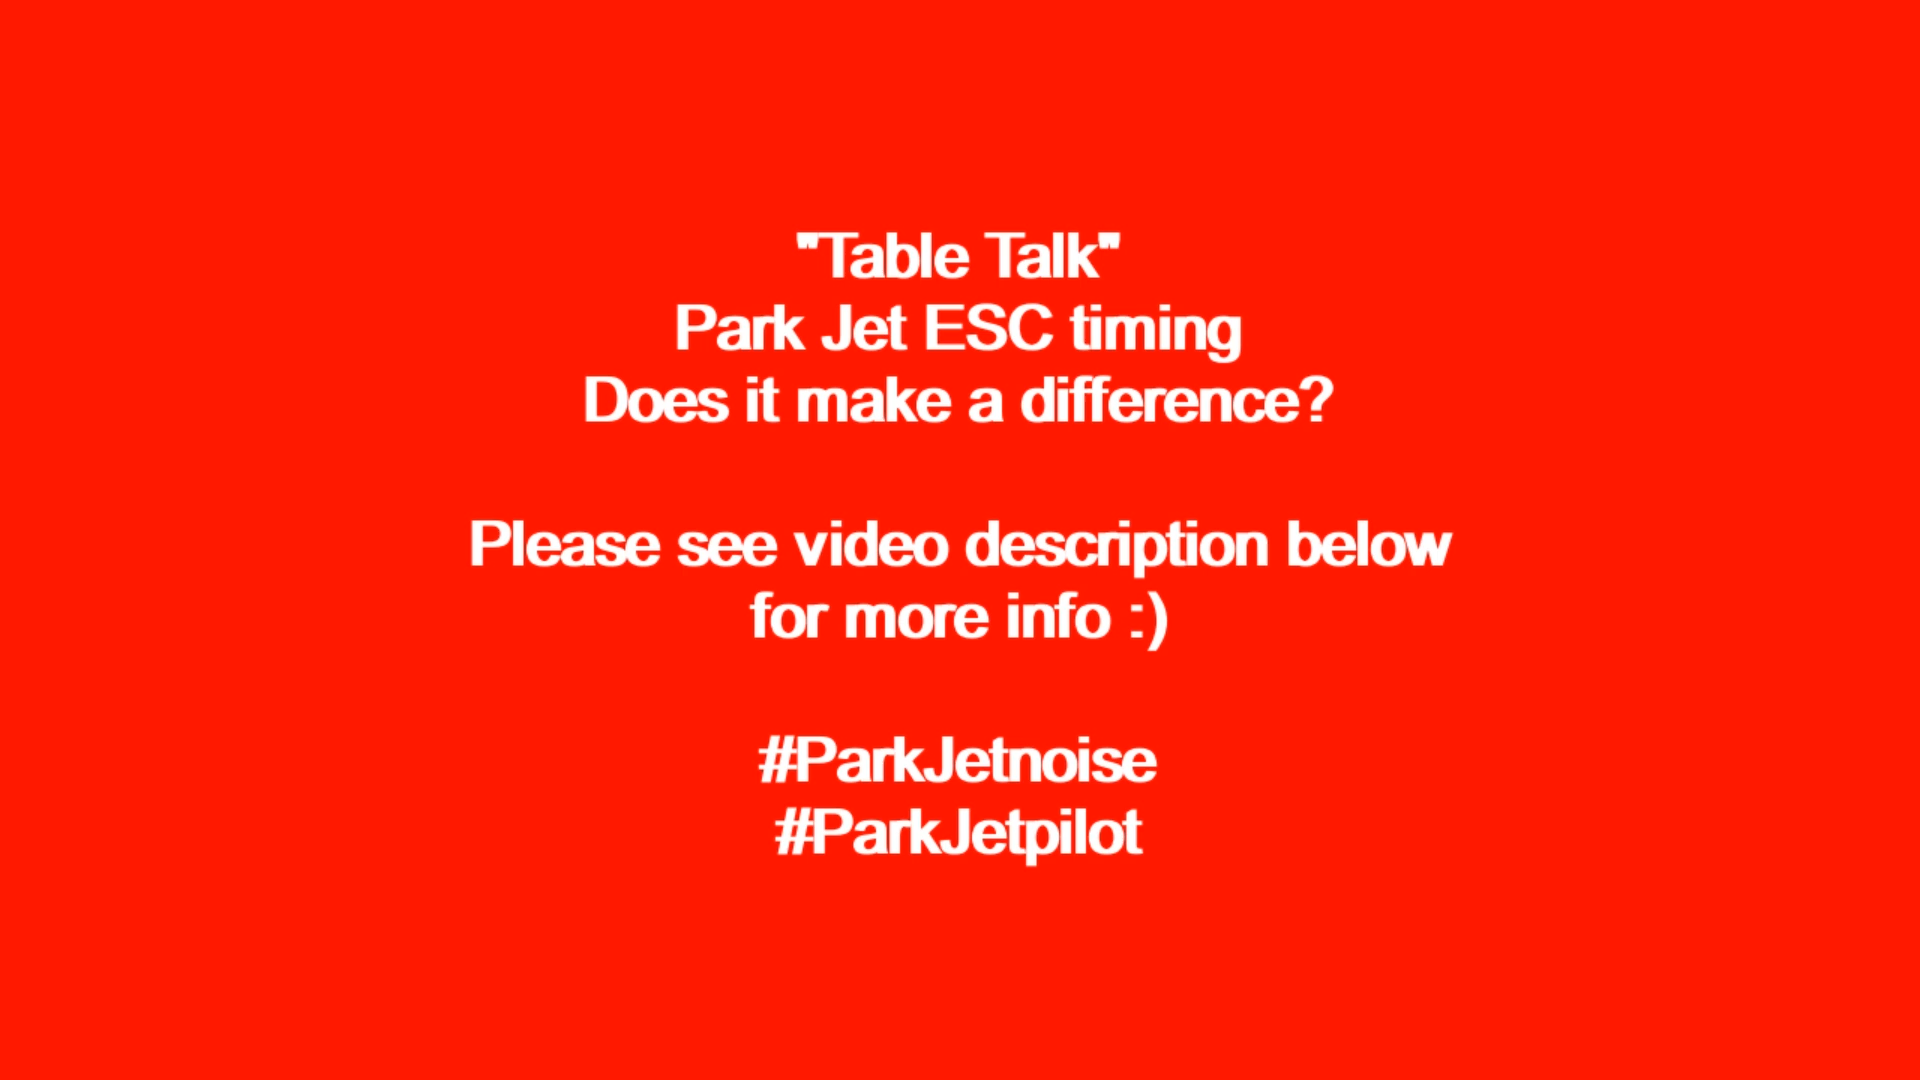 "Table Talk"
Park Jet ESC timing
Does it make a difference?
Please see video description below
for more info :)
#ParkJetnoise
#ParkJetpilot